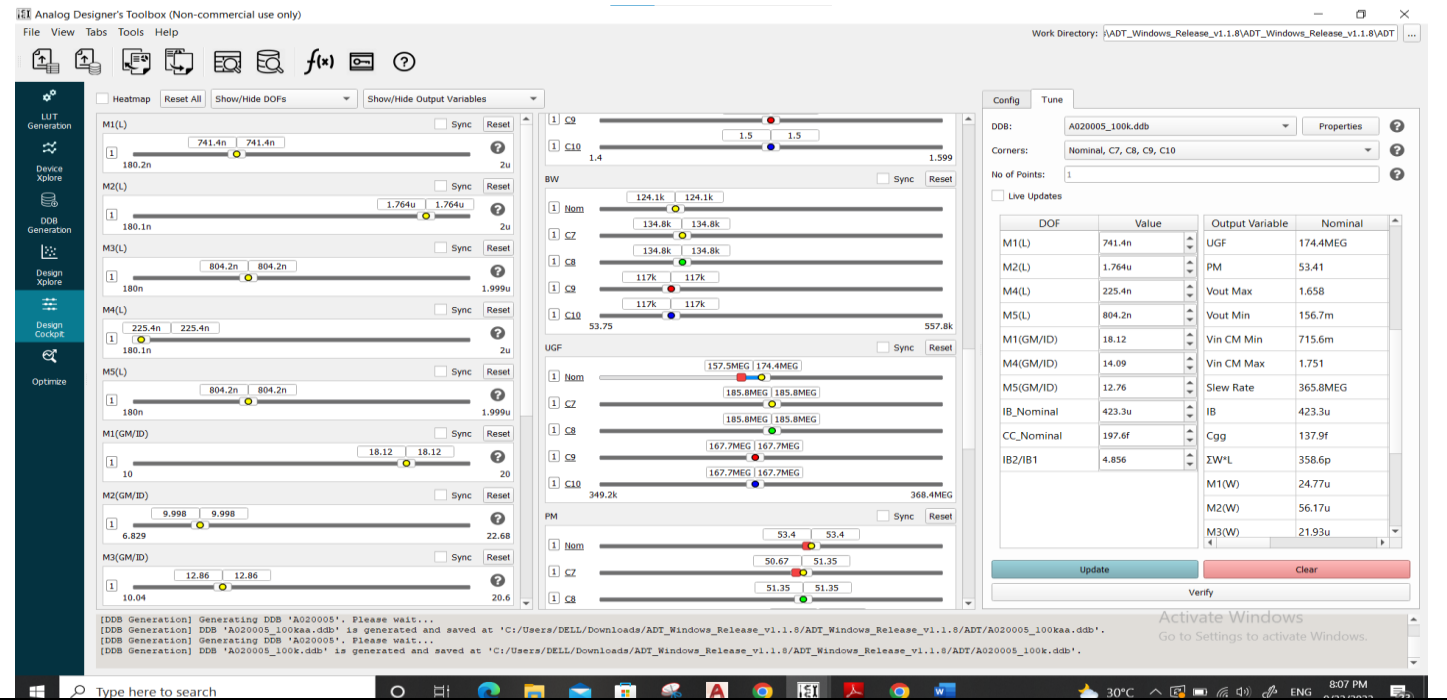 Analog Designer's Toolbox (Non-commercial use only)
File View Tabs Tools Help
Work Directory: \ADT_Windows_Release_v1.1.8\ADT_Windows_Release_v1.1.8\ADT ...
f(x) ?
LUT
Generation
Device
Xplore
DDB
Generation
Design
Xplore
Design
Cockpit
Optimize
Heatmap Reset All Show/Hide DOFs Show/Hide Output Variables
M1(L) Sync Reset
741.4n 741.4n
1
180.2n 2u
M2(L) Sync Reset
1.764u 1.764u
1
180.1n 2u
M3(L) Sync Reset
804.2n 804.2n
1
180n 1.999u
M4(L) Sync Reset
225.4n 225.4n
1
180.1n 2u
M5(L) Sync Reset
804.2n 804.2n
1
180n 1.999u
M1(GM/ID) Sync Reset
18.12 18.12
1
10 20
M2(GM/ID) Sync Reset
9.998 9.998
1
6.829 22.68
M3(GM/ID) Sync Reset
12.86 12.86
1
10.04 20.6
1 C9
1.5 1.5
1 C10
1.4 1.599
BW Sync Reset
124.1k 124.1k
1 Nom
134.8k 134.8k
1 C7
134.8k 134.8k
1 C8
117k 117k
1 C9
117k 117k
1 C10
53.75 557.8k
UGF Sync Reset
157.5MEG 174.4MEG
1 Nom
185.8MEG 185.8MEG
1 C7
185.8MEG 185.8MEG
1 C8
167.7MEG 167.7MEG
1 C9
167.7MEG 167.7MEG
1 C10
349.2k 368.4MEG
PM Sync Reset
53.4 53.4
1 Nom
50.67 51.35
1 C7
51.35 51.35
1 C8
Config Tune
DDB: A020005_100k.ddb Properties
Corners: Nominal, C7, C8, C9, C10
No of Points: 1
Live Updates
DOF Value Output Variable Nominal
M1(L) 741.4n UGF 174.4MEG
M2(L) 1.764u PM 53.41
M4(L) 225.4n Vout Max 1.658
M5(L) 804.2n Vout Min 156.7m
M1(GM/ID) 18.12 Vin CM Min 715.6m
M4(GM/ID) 14.09 Vin CM Max 1.751
M5(GM/ID) 12.76 Slew Rate 365.8MEG
IB_Nominal 423.3u IB 423.3u
CC_Nominal 197.6f Cgg 137.9f
IB2/IB1 4.856 ΣW*L 358.6p
M1(W) 24.77u
M2(W) 56.17u
M3(W) 21.93u
Update Clear
Verify
[DDB Generation] Generating DDB 'A020005'. Please wait...
[DDB Generation] DDB 'A020005_100kaa.ddb' is generated and saved at 'C:/Users/DELL/Downloads/ADT_Windows_Release_v1.1.8/ADT_Windows_Release_v1.1.8/ADT/A020005_100kaa.ddb'.
[DDB Generation] Generating DDB 'A020005'. Please wait...
[DDB Generation] DDB 'A020005_100k.ddb' is generated and saved at 'C:/Users/DELL/Downloads/ADT_Windows_Release_v1.1.8/ADT_Windows_Release_v1.1.8/ADT/A020005_100k.ddb'.
Activate Windows
Go to Settings to activate Windows.
Type here to search
30°C ENG 8:07 PM